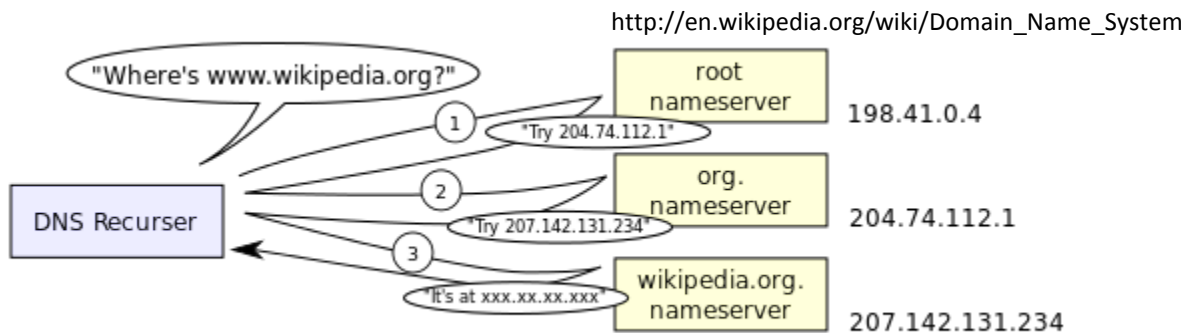 http://en.wikipedia.org/wiki/Domain_Name_System
"Where's www.wikipedia.org?"
root
nameserver
198.41.0.4
1
"Try 204.74.112.1"
DNS Recurser
2
org.
nameserver
204.74.112.1
"Try 207.142.131.234"
3
wikipedia.org.
nameserver
207.142.131.234
"It's at xxx.xx.xx.xxx"